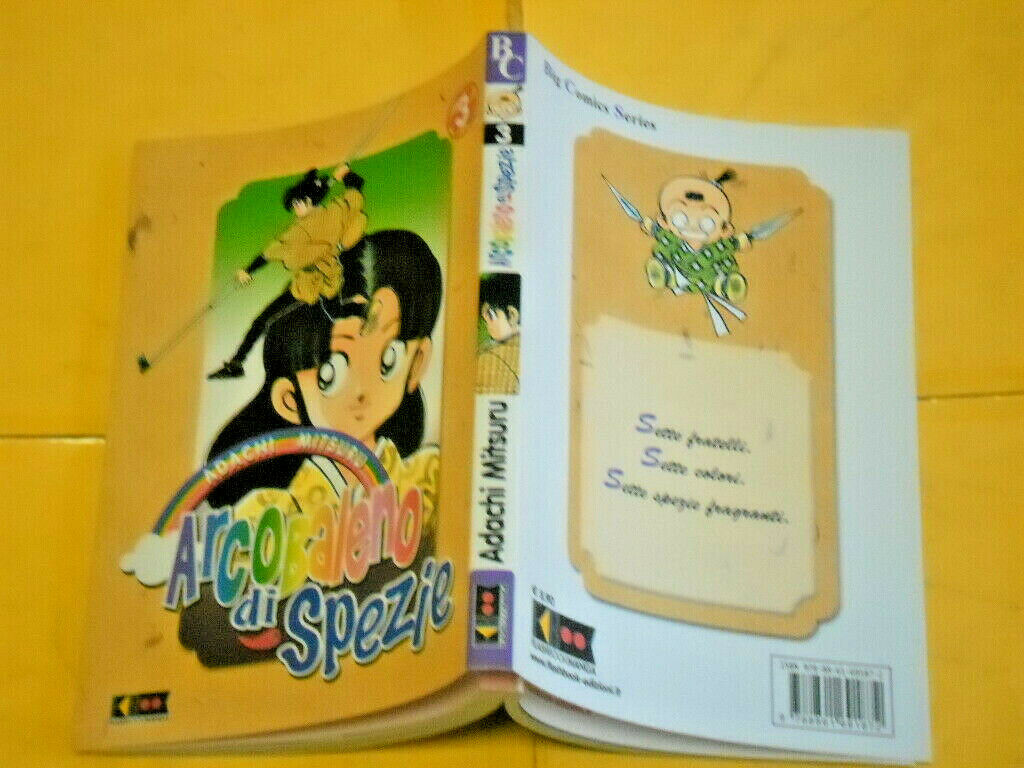 3
ADACHI MITSURU
Arcobaleno
di Spezie
BC
3
Arcobaleno di Spezie
Adachi Mitsuru
Big Comics Series
Sette fratelli.
Sette colori.
Sette spezie fragranti.